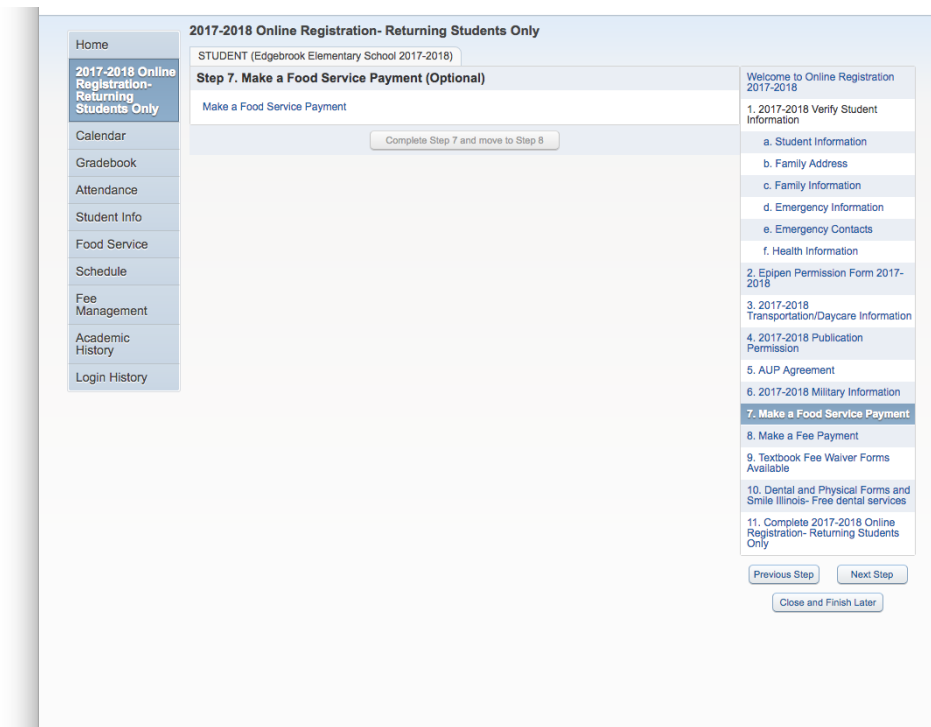 2017-2018 Online Registration- Returning Students Only
Home
2017-2018 Online
Registration-
Returning
Students Only
Calendar
Gradebook
Attendance
Student Info
Food Service
Schedule
Fee
Management
Academic
History
Login History
STUDENT (Edgebrook Elementary School 2017-2018)
Step 7. Make a Food Service Payment (Optional)
Make a Food Service Payment
Complete Step 7 and move to Step 8
Welcome to Online Registration
2017-2018
1. 2017-2018 Verify Student
Information
a. Student Information
b. Family Address
c. Family Information
d. Emergency Information
e. Emergency Contacts
f. Health Information
2. Epipen Permission Form 2017-
2018
3. 2017-2018
Transportation/Daycare Information
4. 2017-2018 Publication
Permission
5. AUP Agreement
6. 2017-2018 Military Information
7. Make a Food Service Payment
8. Make a Fee Payment
9. Textbook Fee Waiver Forms
Available
10. Dental and Physical Forms and
Smile Illinois- Free dental services
11. Complete 2017-2018 Online
Registration- Returning Students
Only
Previous Step
Next Step
Close and Finish Later